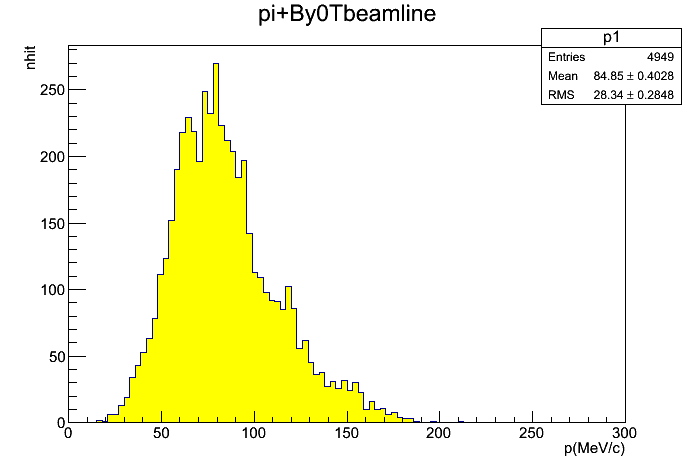 pi+By0Tbeamline
p1
Entries 4949
Mean 84.85 ± 0.4028
RMS 28.34 ± 0.2848
nhit
250
200
150
100
50
0
0 50 100 150 200 250 300
p(MeV/c)